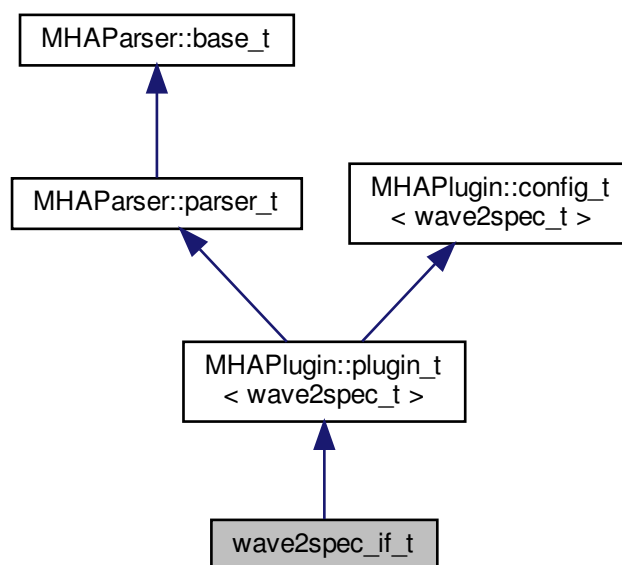 MHAParser::base_t
MHAParser::parser_t
MHAPlugin::config_t
< wave2spec_t >
MHAPlugin::plugin_t
< wave2spec_t >
wave2spec_if_t